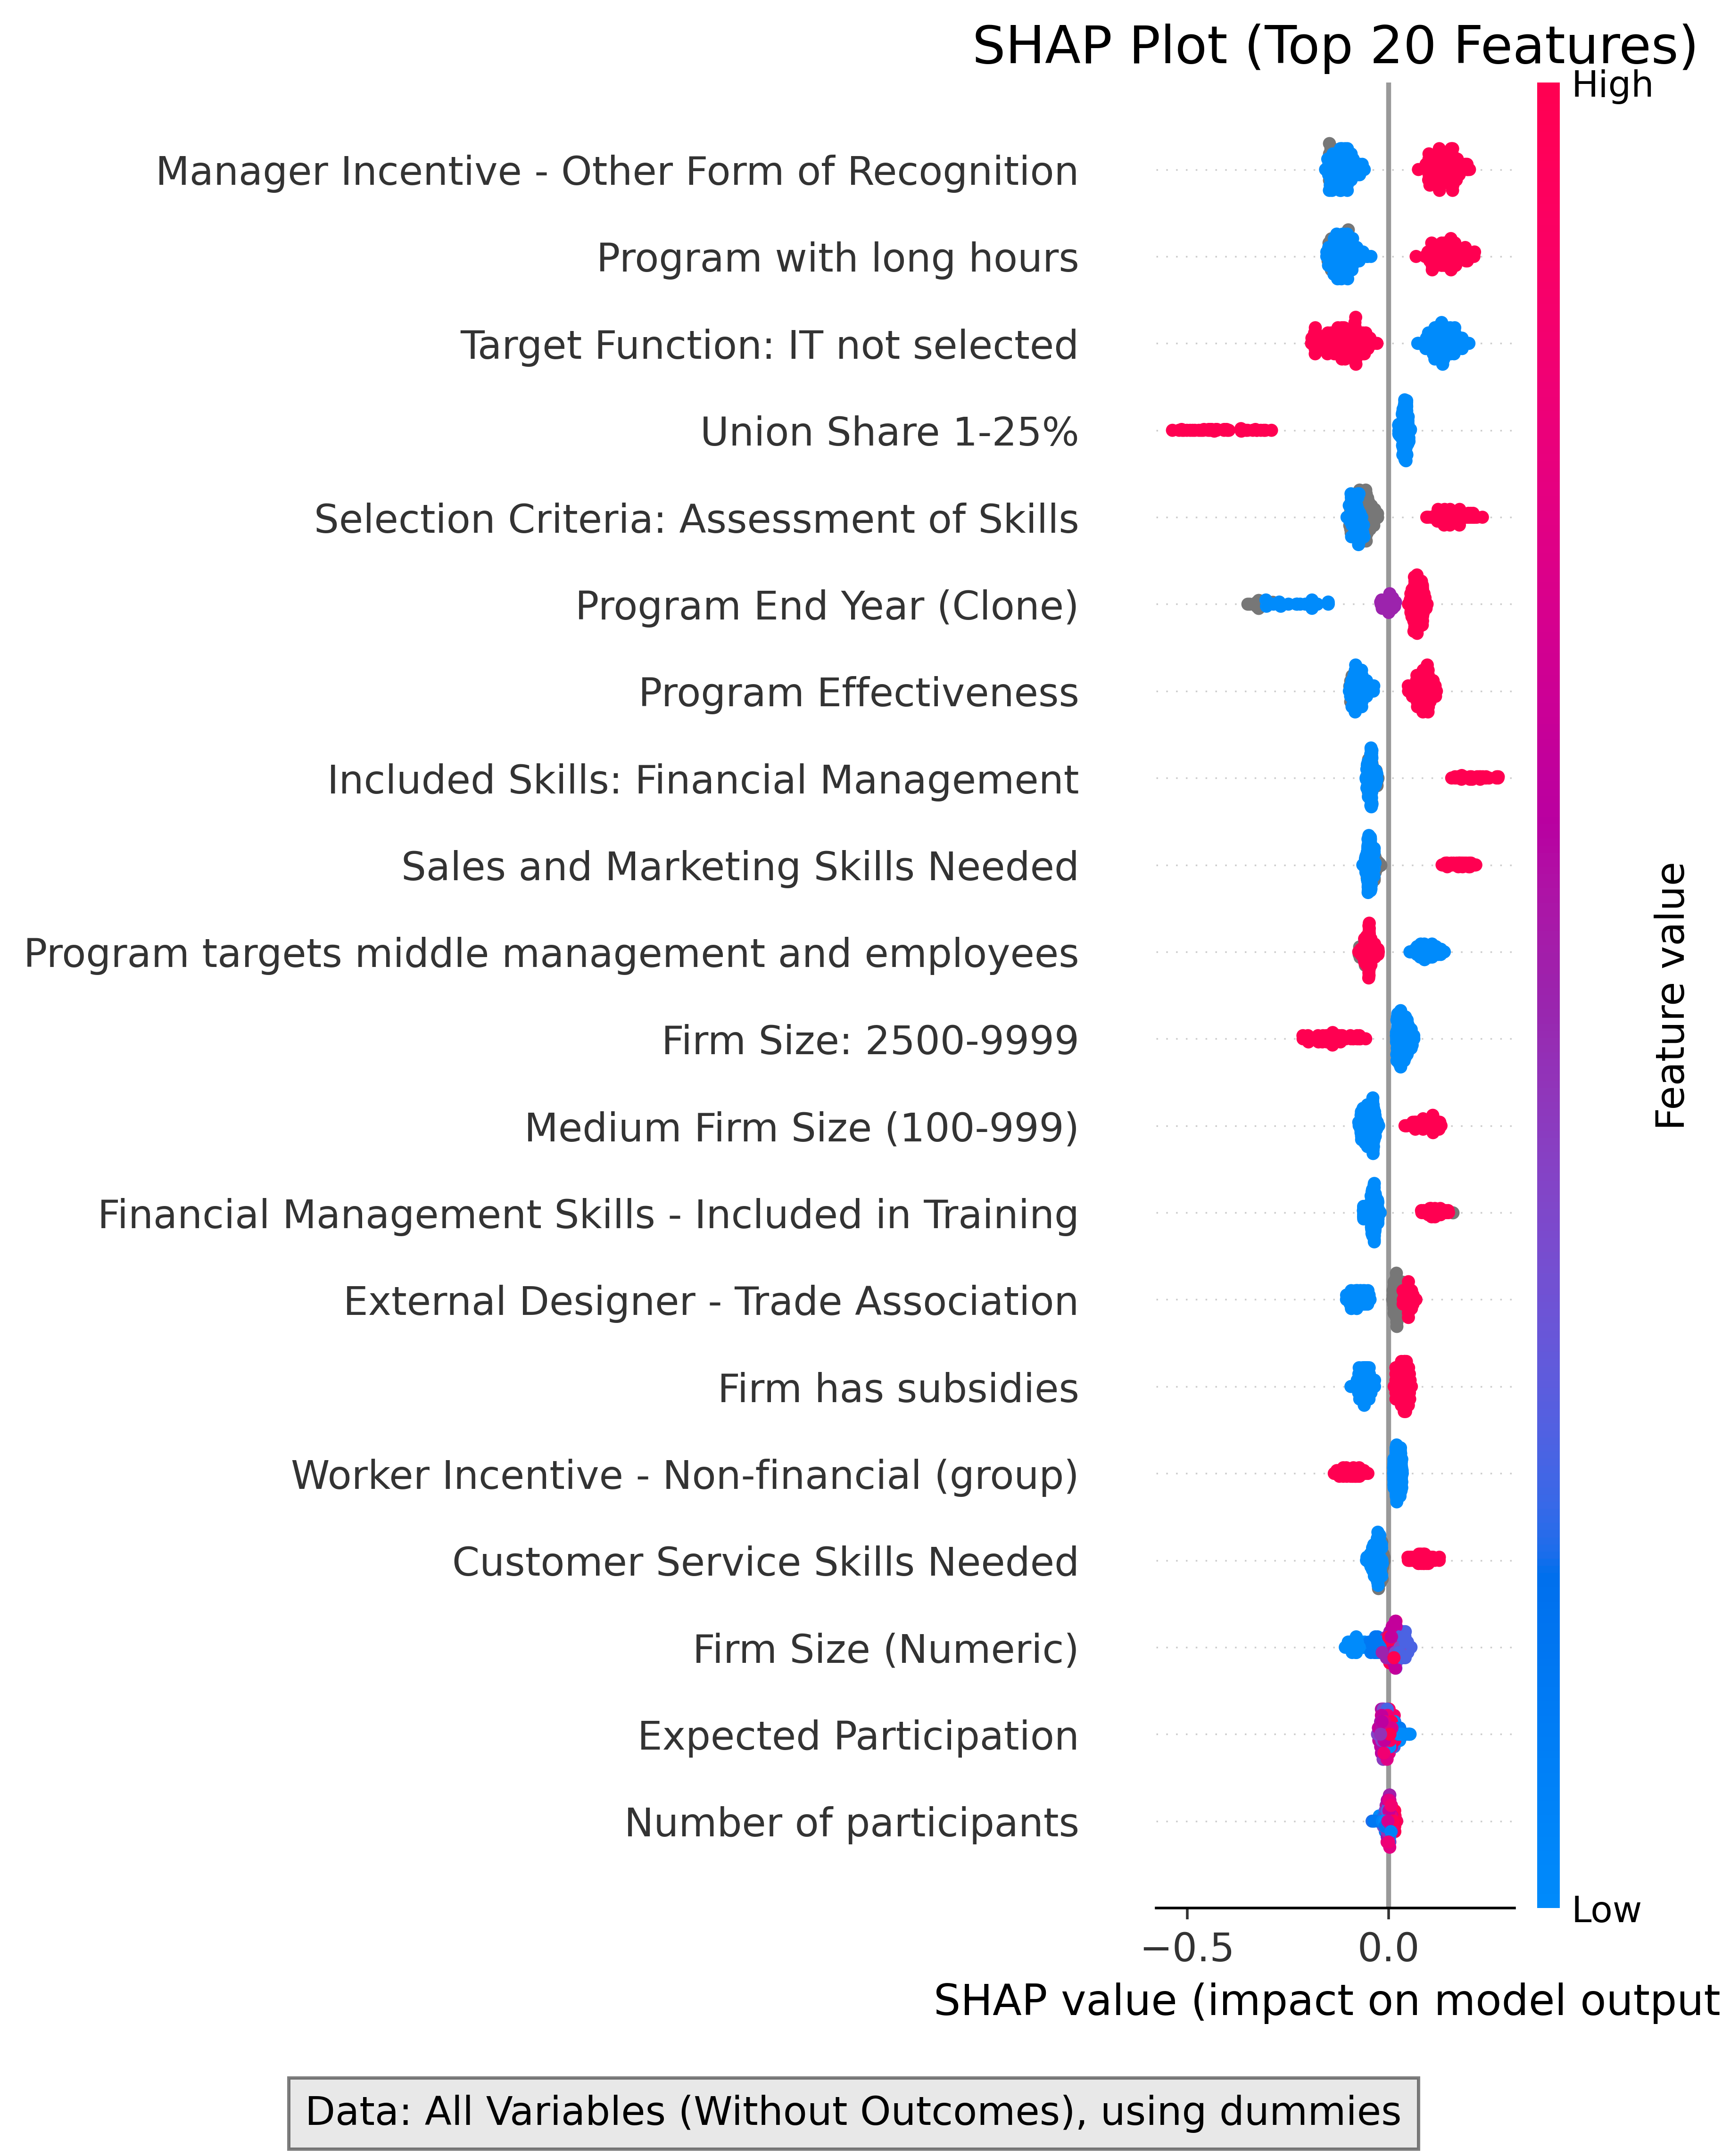 SHAP Plot (Top 20 Features)
High
Manager Incentive - Other Form of Recognition
Program with long hours
Target Function: IT not selected
Union Share 1-25%
Selection Criteria: Assessment of Skills
Program End Year (Clone)
Program Effectiveness
Included Skills: Financial Management
Sales and Marketing Skills Needed
Program targets middle management and employees
Firm Size: 2500-9999
Medium Firm Size (100-999)
Financial Management Skills - Included in Training
External Designer - Trade Association
Firm has subsidies
Worker Incentive - Non-financial (group)
Customer Service Skills Needed
Firm Size (Numeric)
Expected Participation
Number of participants
Feature value
Low
−0.5 0.0
SHAP value (impact on model output
Data: All Variables (Without Outcomes), using dummies